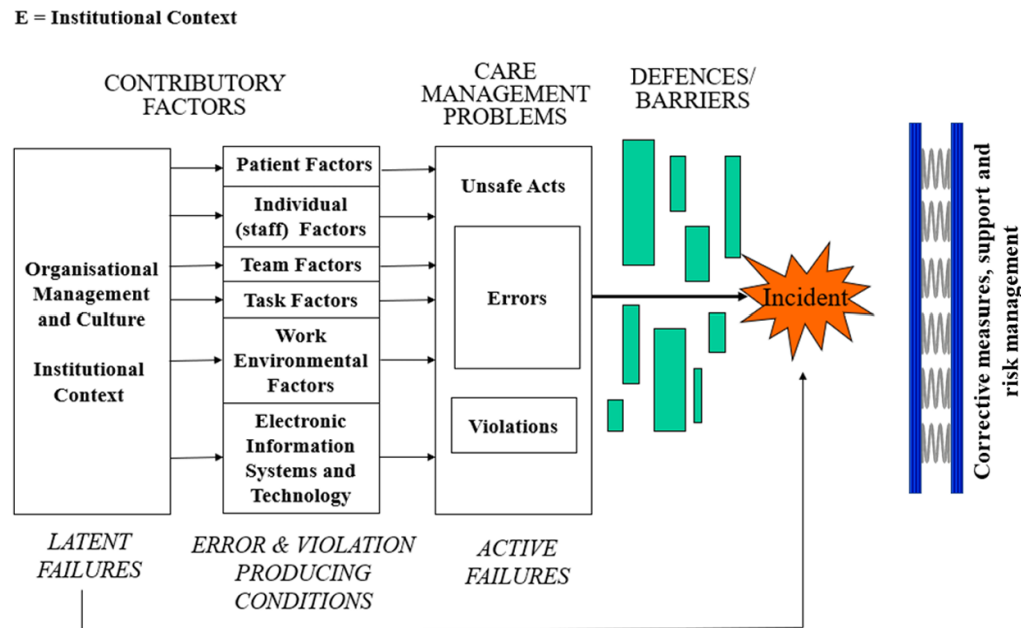 E = Institutional Context
CONTRIBUTORY
FACTORS
CARE
MANAGEMENT
PROBLEMS
DEFENCES/
BARRIERS
Organisational
Management
and Culture
Institutional
Context
Patient Factors
Individual
(staff) Factors
Team Factors
Task Factors
Work
Environmental
Factors
Electronic
Information
Systems and
Technology
Unsafe Acts
Errors
Violations
Incident
Corrective measures, support and
risk management
LATENT
FAILURES
ERROR & VIOLATION
PRODUCING
CONDITIONS
ACTIVE
FAILURES